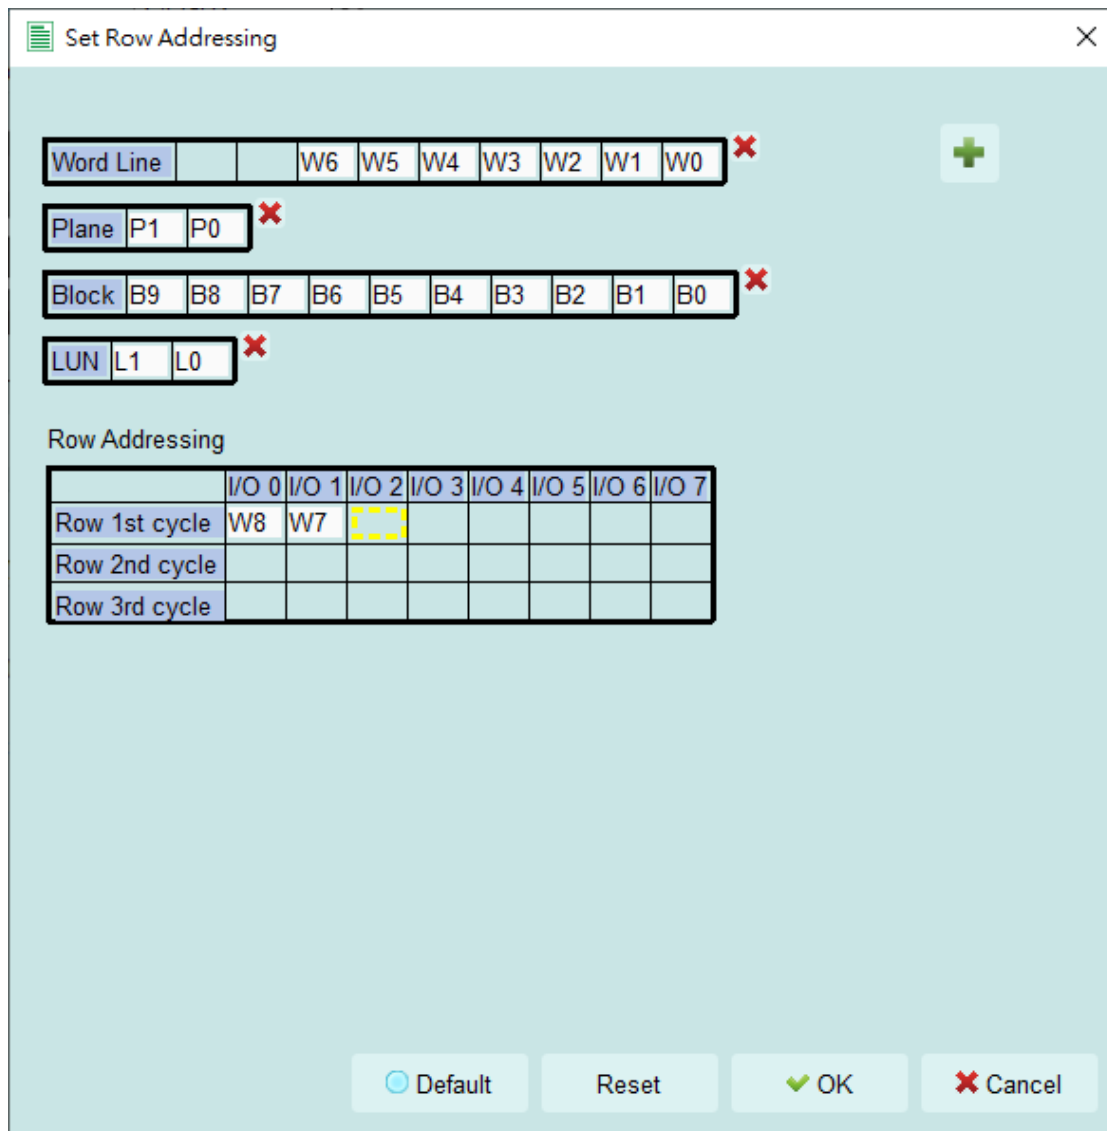 Set Row Addressing
Word Line W6 W5 W4 W3 W2 W1 W0
Plane P1 P0
Block B9 B8 B7 B6 B5 B4 B3 B2 B1 B0
LUN L1 L0
Row Addressing
I/O 0 I/O 1 I/O 2 I/O 3 I/O 4 I/O 5 I/O 6 I/O 7
Row 1st cycle W8 W7
Row 2nd cycle
Row 3rd cycle
Default Reset OK Cancel